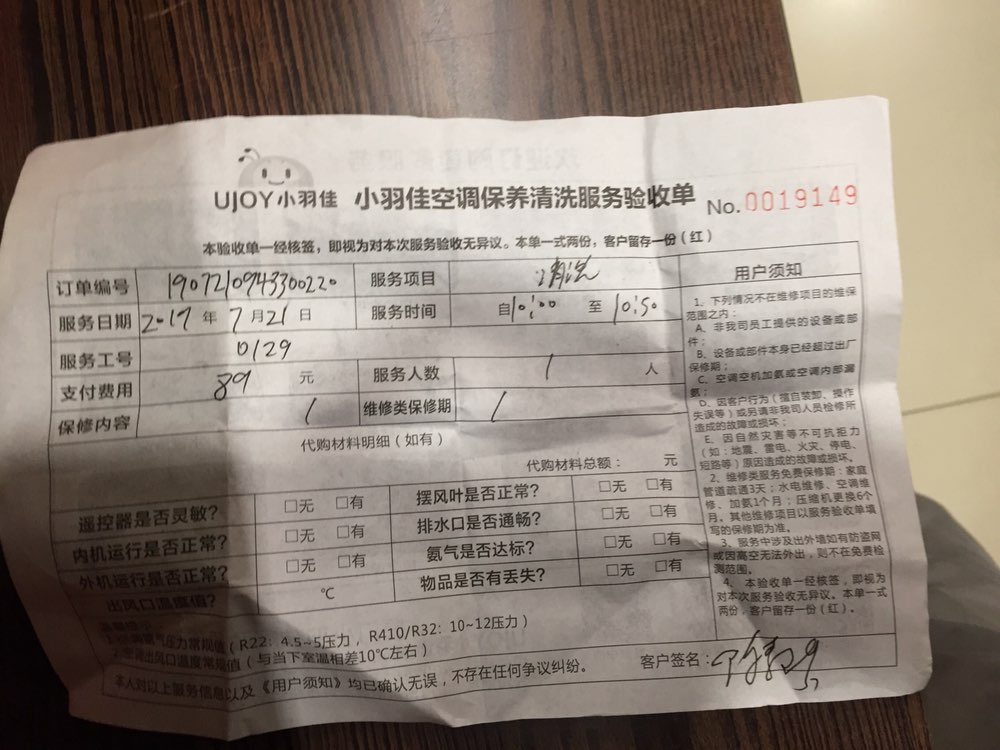 UJOY小羽佳 小羽佳空调保养清洗服务验收单 No.0019149
本验收单一经核签，即视为对本次服务验收无异议。本单一式两份，客户留存一份（红）
订单编号 1907210943300220 服务项目 清洗
服务日期 2017 年 7 月 21 日 服务时间 自10:00 至 10:50
服务工号 0129
支付费用 89 元 服务人数 1 人
保修内容 / 维修类保修期 /
代购材料明细（如有）
代购材料总额： 元
遥控器是否灵敏? □无 □有 摆风叶是否正常? □无 □有
内机运行是否正常? □无 □有 排水口是否通畅? □无 □有
外机运行是否正常? □无 □有 氨气是否达标? □无 □有
出风口温度值? ℃ 物品是否有丢失? □无 □有
气压力常规值（R22：4.5~5压力，R410/R32：10~12压力）
出风口温度常规值（与当下室温相差10℃左右）
本人对以上服务信息以及《用户须知》均已确认无误，不存在任何争议纠纷。 客户签名：
用户须知
1、下列情况不在维修项目的维保
范围之内：
A、非我司员工提供的设备或部
件；
B、设备或部件本身已经超过出厂
保修期；
C、空调空机加氨或空调内部漏
氨；
D、因客户行为（擅自装卸、操作
失误等）或另请非我司人员检修所
造成的故障或损坏；
E、因自然灾害等不可抗拒力
（如：地震、雷电、火灾、停电、
短路等）原因造成的故障或损坏。
2、维修类服务免费保修期：家庭
管道疏通3天；水电维修、空调维
修、加氨1个月；压缩机更换6个
月。其他维修项目以服务验收单填
写的保修期为准。
3、服务中涉及出外墙如有防盗网
或因高空无法外出，则不在免费检
测范围。
4、本验收单一经核签，即视为
对本次服务验收无异议。本单一式
两份，客户留存一份（红）。